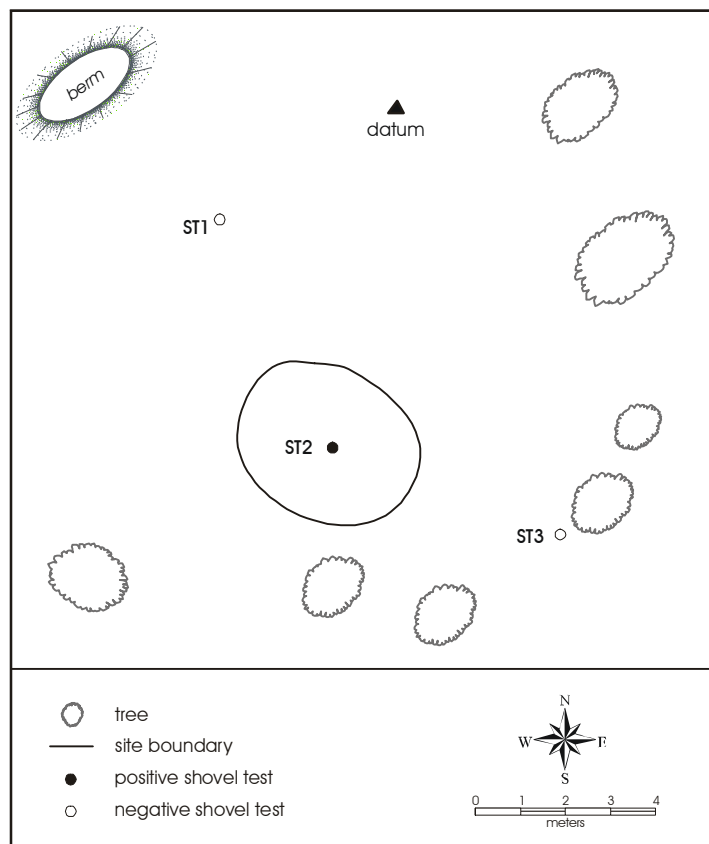 berm
datum
ST1
ST2
ST3
tree
site boundary
positive shovel test
negative shovel test
N
W E
S
0 1 2 3 4
meters